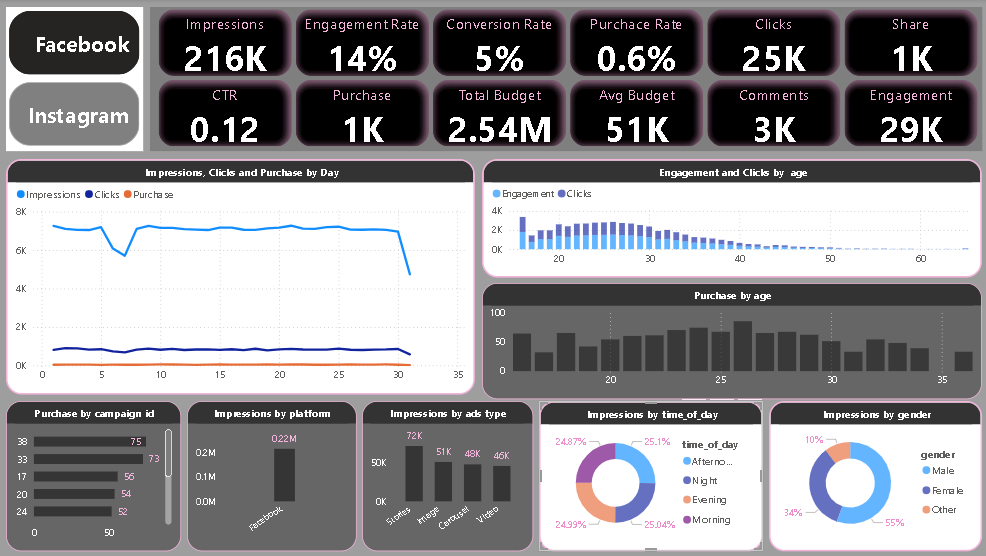 Facebook
Instagram
Impressions
216K
Engagement Rate
14%
Conversion Rate
5%
Purchace Rate
0.6%
Clicks
25K
Share
1K
CTR
0.12
Purchase
1K
Total Budget
2.54M
Avg Budget
51K
Comments
3K
Engagement
29K
Impressions, Clicks and Purchase by Day
Impressions Clicks Purchase
8K
6K
4K
2K
0K
0 5 10 15 20 25 30 35
Engagement and Clicks by age
Engagement Clicks
4K
2K
0K
20 30 40 50 60
Purchase by age
100
50
0
20 25 30 35
Purchase by campaign id
38 75
33 73
17 56
20 54
24 52
0 50
Impressions by platform
0.22M
0.2M
0.1M
0.0M
Facebook
Impressions by ads type
72K
51K
48K
46K
50K
0K
Stories Image Carousel Video
Impressions by time_of_day
24.87% 25.1%
24.99% 25.04%
time_of_day
Afterno...
Night
Evening
Morning
Impressions by gender
10%
34%
55%
gender
Male
Female
Other